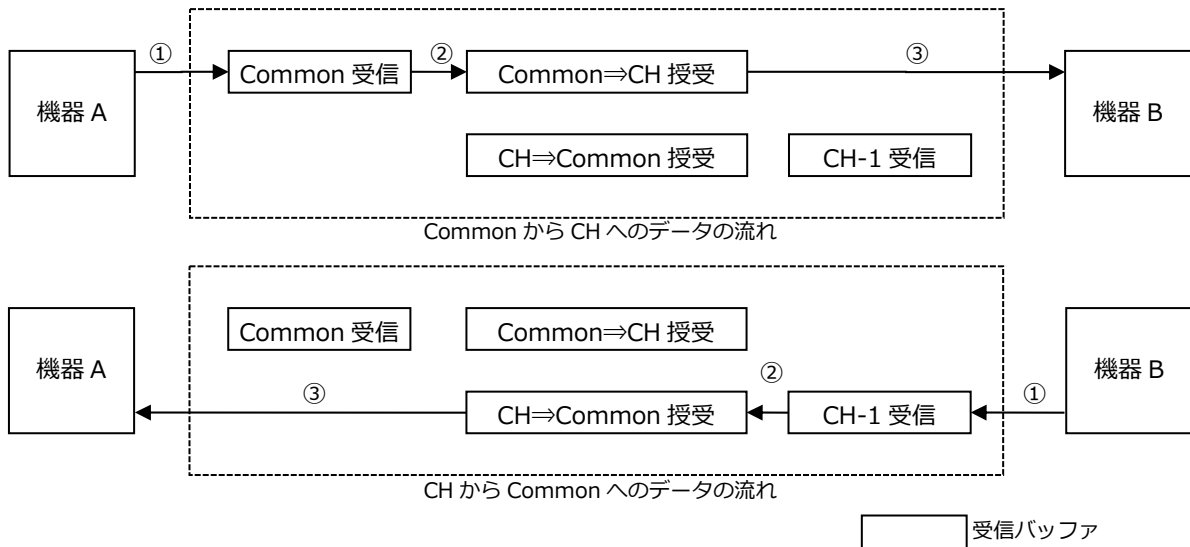 ① ② ③
機器 A
Common 受信
Common⇒CH 授受
機器 B
CH⇒Common 授受
CH-1 受信
Common から CH へのデータの流れ
機器 A
Common 受信
Common⇒CH 授受
機器 B
③ ② ①
CH⇒Common 授受
CH-1 受信
CH から Common へのデータの流れ
受信バッファ